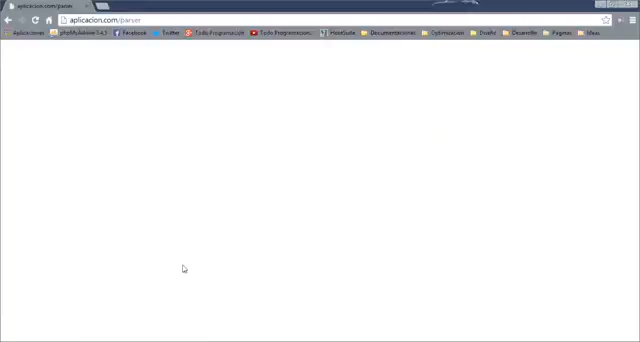 aplicacion.com/parser
aplicacion.com/parser
Aplicaciones phpMyAdmin 3.4.5 Facebook Twitter Todo Programación Todo Programacion HootSuite Documentaciones Optimizacion Diseño Desarrollo Paginas Ideas